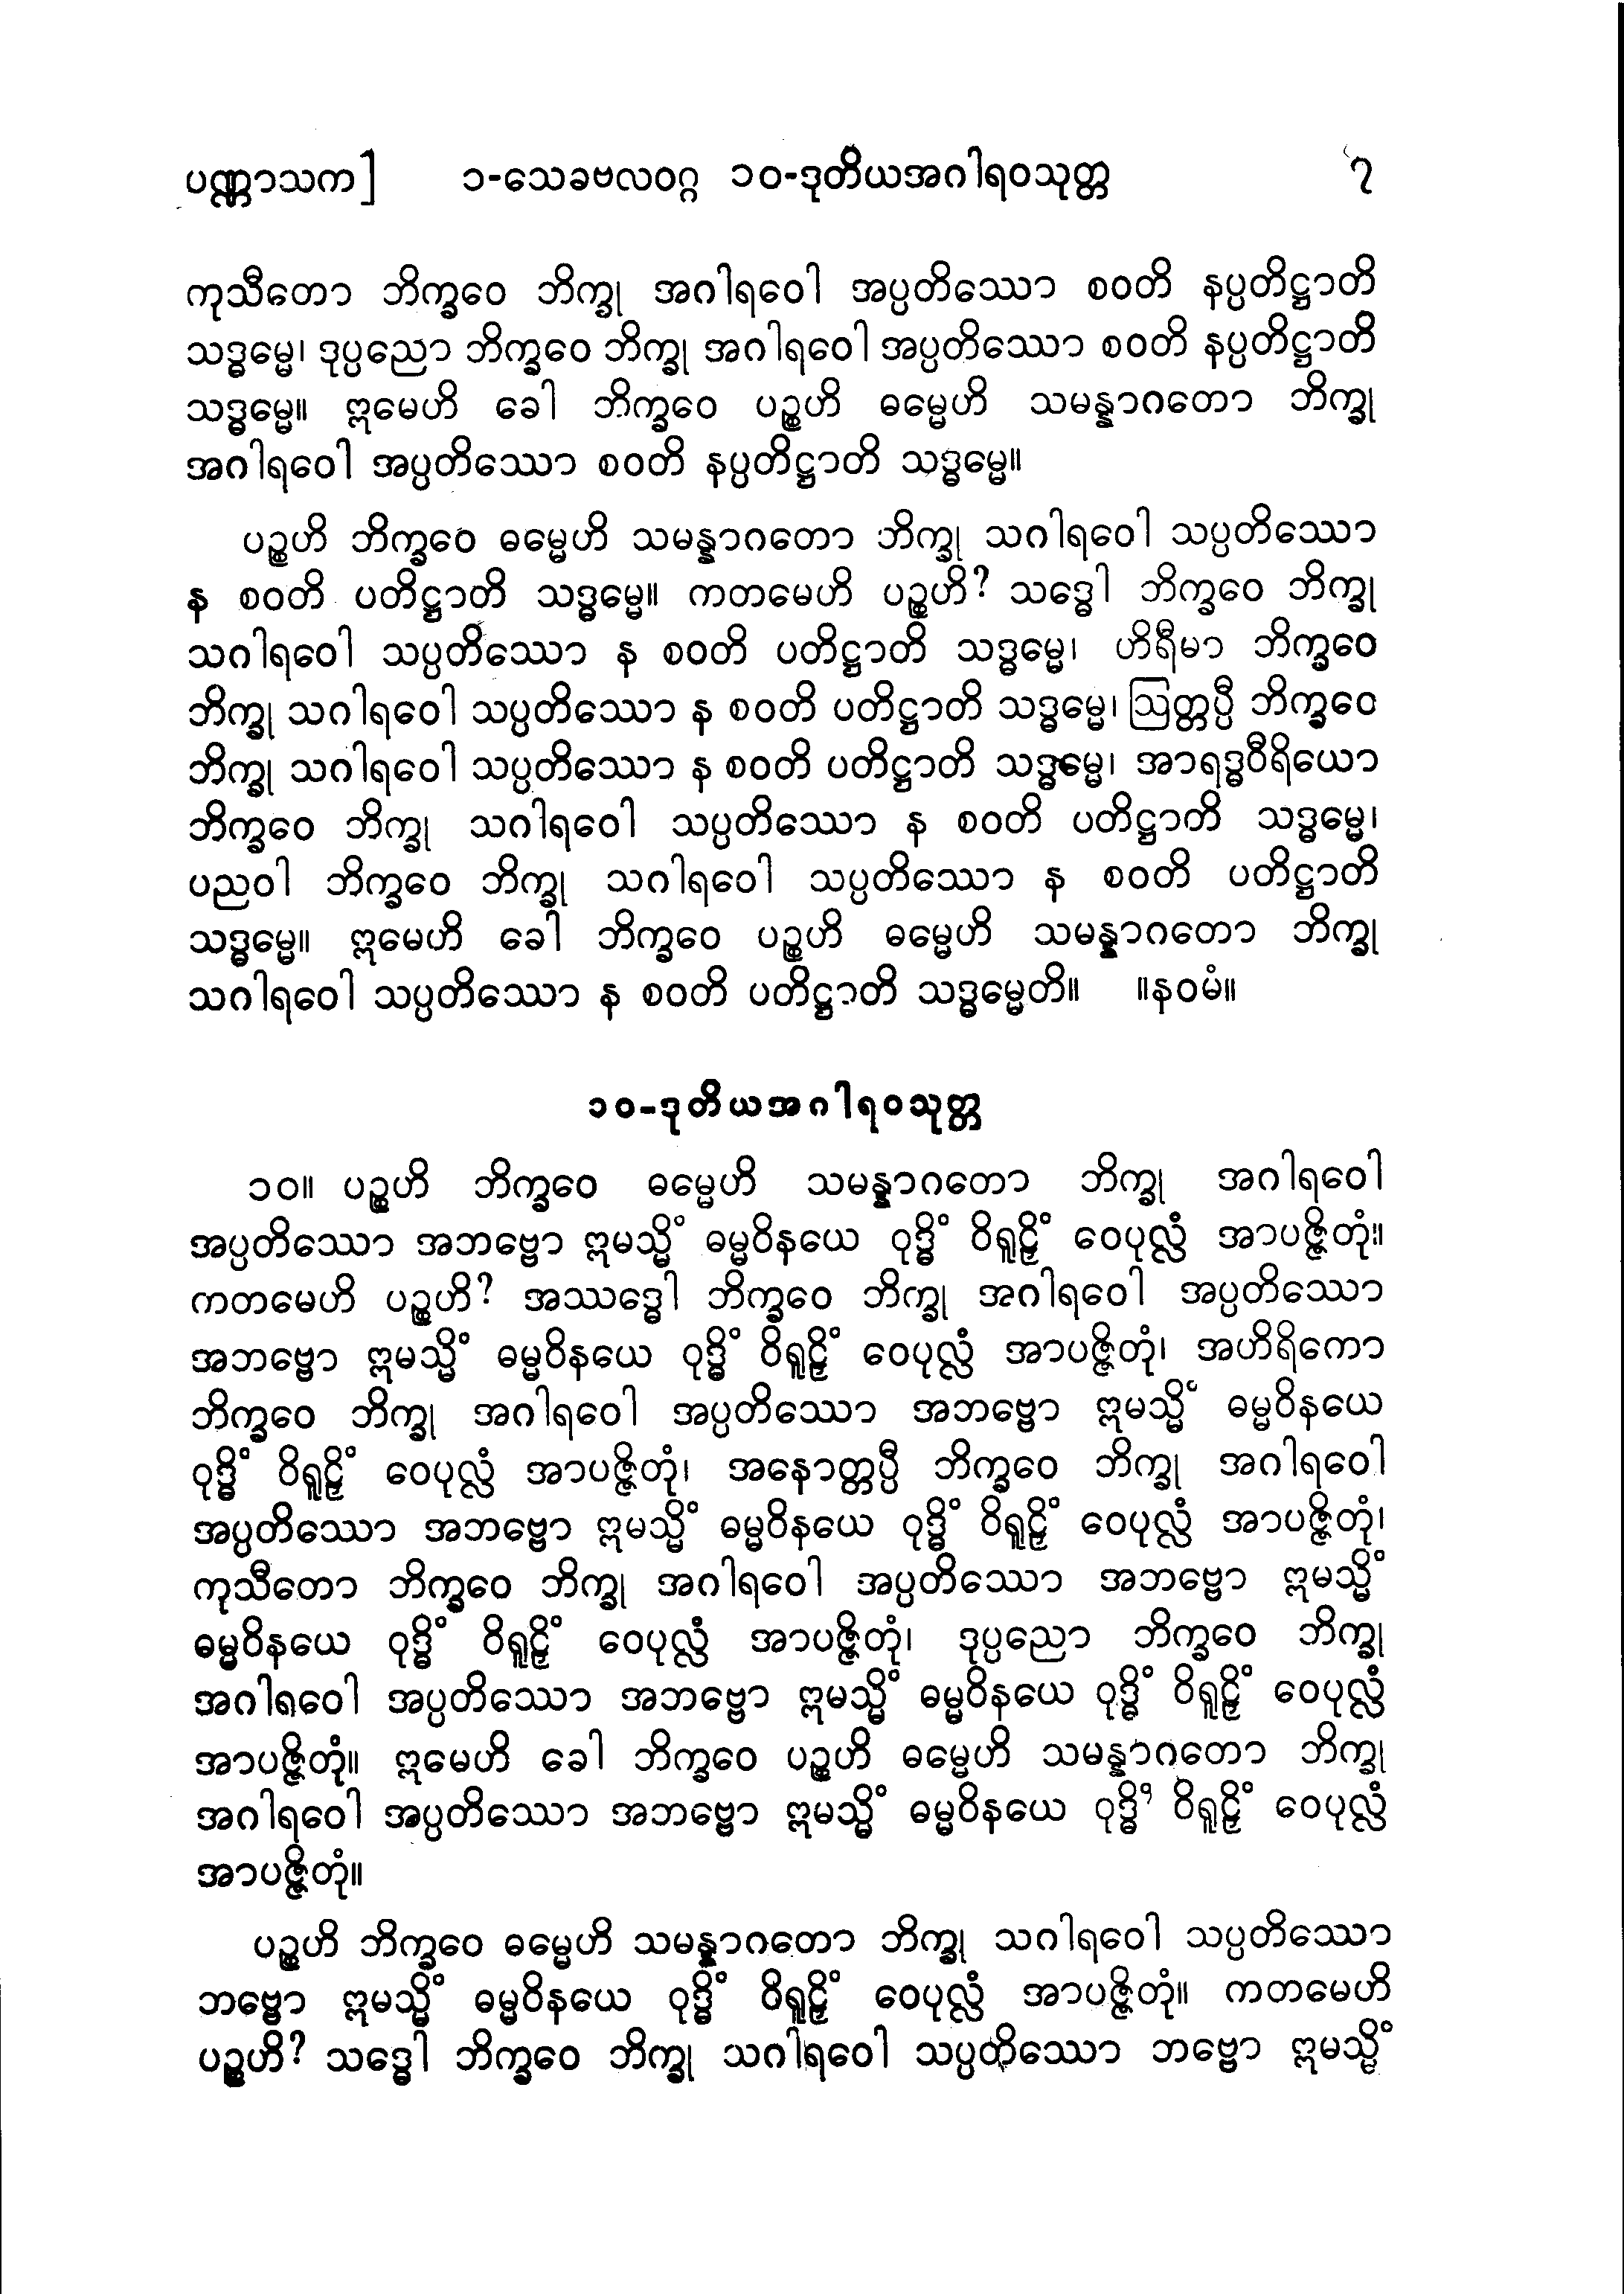 ပဏ္ဏာသက] ၁-သေခဗလဝဂ္ဂ ၁၀-ဒုတိယအဂါရဝသုတ္တ ၇
ကုသီတော ဘိက္ခဝေ ဘိက္ခု အဂါရဝေါ အပ္ပတိဿော စဝတိ နပ္ပတိဋ္ဌာတိ
သဒ္ဓမ္မေ၊ ဒုပ္ပညော ဘိက္ခဝေ ဘိက္ခု အဂါရဝေါ အပ္ပတိဿော စဝတိ နပ္ပတိဋ္ဌာတိ
သဒ္ဓမ္မေ။ ဣမေဟိ ခေါ ဘိက္ခဝေ ပဉ္စဟိ ဓမ္မေဟိ သမန္နာဂတော ဘိက္ခု
အဂါရဝေါ အပ္ပတိဿော စဝတိ နပ္ပတိဋ္ဌာတိ သဒ္ဓမ္မေ။
ပဉ္စဟိ ဘိက္ခဝေ ဓမ္မေဟိ သမန္နာဂတော ဘိက္ခု သဂါရဝေါ သပ္ပတိဿော
န စဝတိ ပတိဋ္ဌာတိ သဒ္ဓမ္မေ။ ကတမေဟိ ပဉ္စဟိ? သဒ္ဓေါ ဘိက္ခဝေ ဘိက္ခု
သဂါရဝေါ သပ္ပတိဿော န စဝတိ ပတိဋ္ဌာတိ သဒ္ဓမ္မေ၊ ဟိရီမာ ဘိက္ခဝေ
ဘိက္ခု သဂါရဝေါ သပ္ပတိဿော န စဝတိ ပတိဋ္ဌာတိ သဒ္ဓမ္မေ၊ ဩတ္တပ္ပီ ဘိက္ခဝေ
ဘိက္ခု သဂါရဝေါ သပ္ပတိဿော န စဝတိ ပတိဋ္ဌာတိ သဒ္ဓမ္မေ၊ အာရဒ္ဓဝီရိယော
ဘိက္ခဝေ ဘိက္ခု သဂါရဝေါ သပ္ပတိဿော န စဝတိ ပတိဋ္ဌာတိ သဒ္ဓမ္မေ၊
ပညဝါ ဘိက္ခဝေ ဘိက္ခု သဂါရဝေါ သပ္ပတိဿော န စဝတိ ပတိဋ္ဌာတိ
သဒ္ဓမ္မေ။ ဣမေဟိ ခေါ ဘိက္ခဝေ ပဉ္စဟိ ဓမ္မေဟိ သမန္နာဂတော ဘိက္ခု
သဂါရဝေါ သပ္ပတိဿော န စဝတိ ပတိဋ္ဌာတိ သဒ္ဓမ္မေတိ။ ။နဝမံ။
၁၀-ဒုတိယအဂါရဝသုတ္တ
၁၀။ ပဉ္စဟိ ဘိက္ခဝေ ဓမ္မေဟိ သမန္နာဂတော ဘိက္ခု အဂါရဝေါ
အပ္ပတိဿော အဘဗ္ဗော ဣမသ္မိံ ဓမ္မဝိနယေ ဝုဒ္ဓိံ ဝိရူဠှိံ ဝေပုလ္လံ အာပဇ္ဇိတုံ။
ကတမေဟိ ပဉ္စဟိ? အဿဒ္ဓေါ ဘိက္ခဝေ ဘိက္ခု အဂါရဝေါ အပ္ပတိဿော
အဘဗ္ဗော ဣမသ္မိံ ဓမ္မဝိနယေ ဝုဒ္ဓိံ ဝိရူဠှိံ ဝေပုလ္လံ အာပဇ္ဇိတုံ၊ အဟိရိကော
ဘိက္ခဝေ ဘိက္ခု အဂါရဝေါ အပ္ပတိဿော အဘဗ္ဗော ဣမသ္မိံ ဓမ္မဝိနယေ
ဝုဒ္ဓိံ ဝိရူဠှိံ ဝေပုလ္လံ အာပဇ္ဇိတုံ၊ အနောတ္တပ္ပီ ဘိက္ခဝေ ဘိက္ခု အဂါရဝေါ
အပ္ပတိဿော အဘဗ္ဗော ဣမသ္မိံ ဓမ္မဝိနယေ ဝုဒ္ဓိံ ဝိရူဠှိံ ဝေပုလ္လံ အာပဇ္ဇိတုံ၊
ကုသီတော ဘိက္ခဝေ ဘိက္ခု အဂါရဝေါ အပ္ပတိဿော အဘဗ္ဗော ဣမသ္မိံ
ဓမ္မဝိနယေ ဝုဒ္ဓိံ ဝိရူဠှိံ ဝေပုလ္လံ အာပဇ္ဇိတုံ၊ ဒုပ္ပညော ဘိက္ခဝေ ဘိက္ခု
အဂါရဝေါ အပ္ပတိဿော အဘဗ္ဗော ဣမသ္မိံ ဓမ္မဝိနယေ ဝုဒ္ဓိံ ဝိရူဠှိံ ဝေပုလ္လံ
အာပဇ္ဇိတုံ။ ဣမေဟိ ခေါ ဘိက္ခဝေ ပဉ္စဟိ ဓမ္မေဟိ သမန္နာဂတော ဘိက္ခု
အဂါရဝေါ အပ္ပတိဿော အဘဗ္ဗော ဣမသ္မိံ ဓမ္မဝိနယေ ဝုဒ္ဓိံ ဝိရူဠှိံ ဝေပုလ္လံ
အာပဇ္ဇိတုံ။
ပဉ္စဟိ ဘိက္ခဝေ ဓမ္မေဟိ သမန္နာဂတော ဘိက္ခု သဂါရဝေါ သပ္ပတိဿော
ဘဗ္ဗော ဣမသ္မိံ ဓမ္မဝိနယေ ဝုဒ္ဓိံ ဝိရူဠှိံ ဝေပုလ္လံ အာပဇ္ဇိတုံ။ ကတမေဟိ
ပဉ္စဟိ? သဒ္ဓေါ ဘိက္ခဝေ ဘိက္ခု သဂါရဝေါ သပ္ပတိဿော ဘဗ္ဗော ဣမသ္မိံ